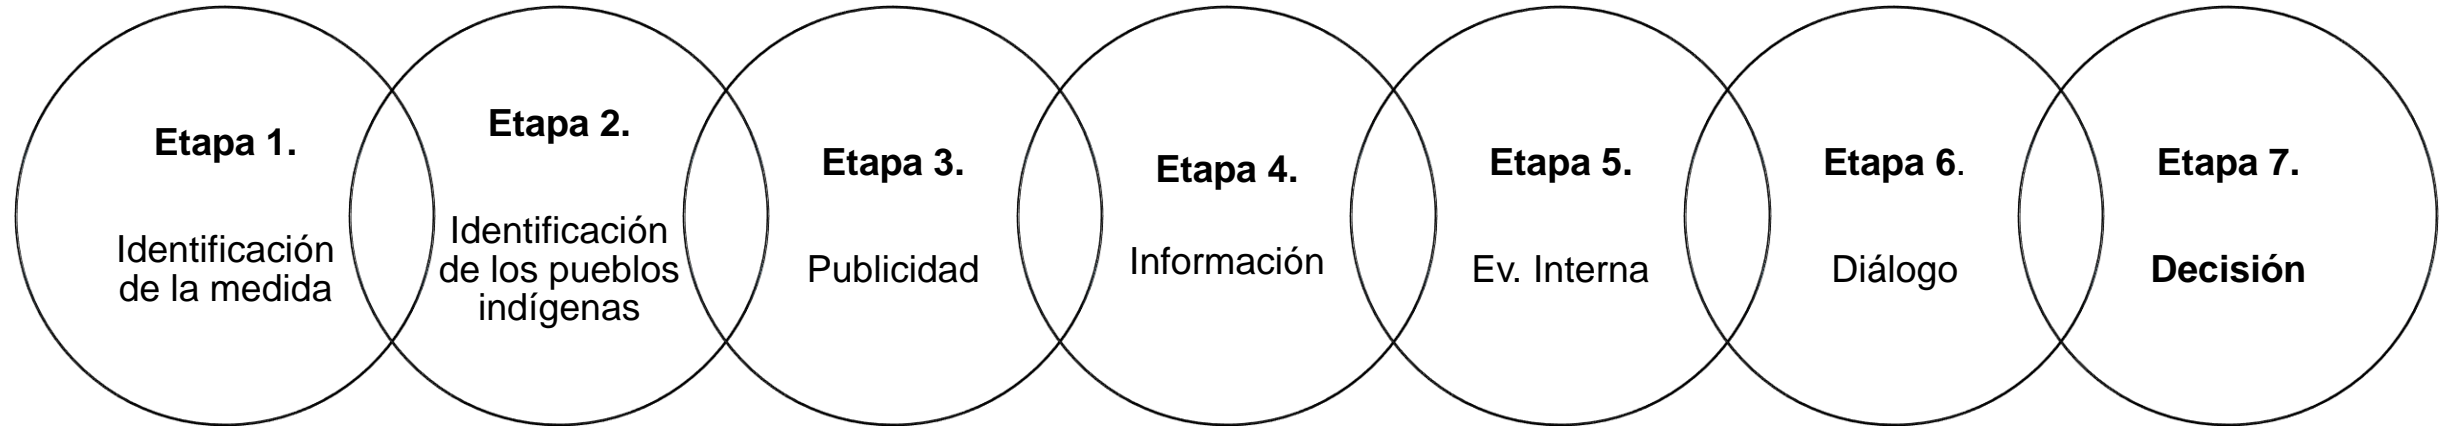 Etapa 1.
Identificación
de la medida
Etapa 2.
Identificación
de los pueblos
indígenas
Etapa 3.
Publicidad
Etapa 4.
Información
Etapa 5.
Ev. Interna
Etapa 6.
Diálogo
Etapa 7.
Decisión